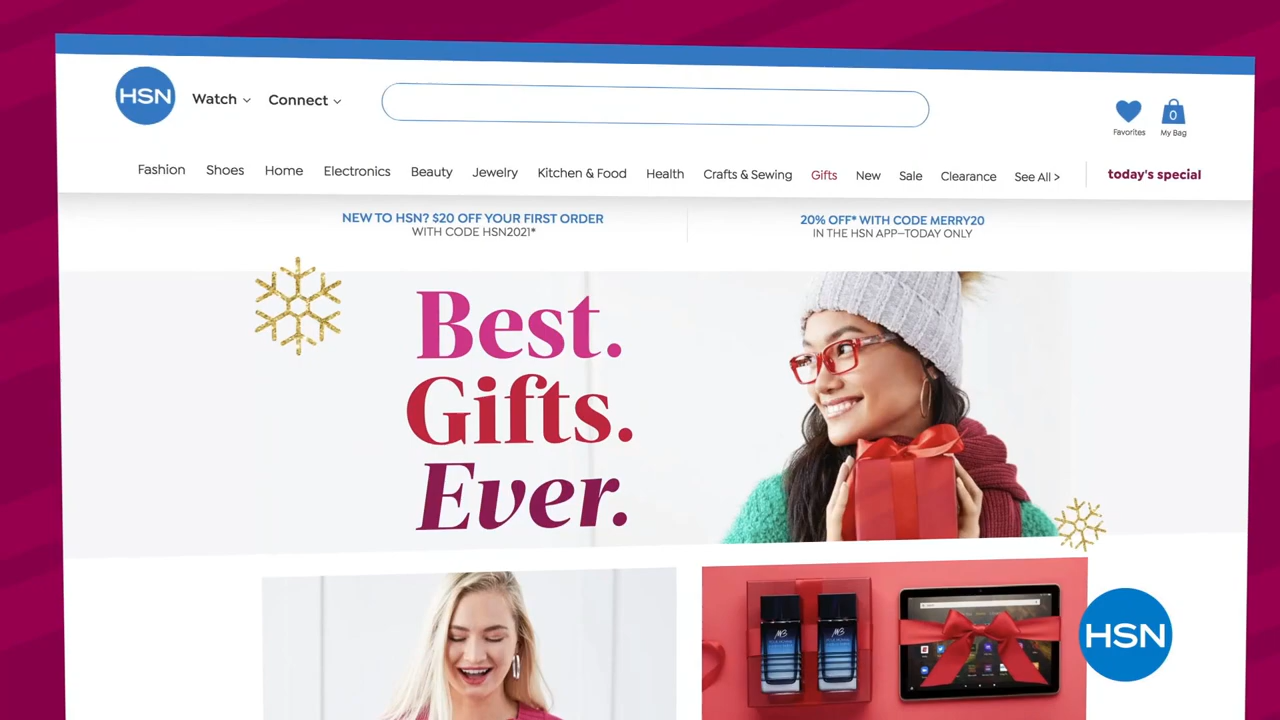 HSN
Watch
Connect
Favorites
0
My Bag
Fashion
Shoes
Home
Electronics
Beauty
Jewelry
Kitchen & Food
Health
Crafts & Sewing
Gifts
New
Sale
Clearance
See All >
today's special
NEW TO HSN? $20 OFF YOUR FIRST ORDER
WITH CODE HSN2021*
20% OFF* WITH CODE MERRY20
IN THE HSN APP—TODAY ONLY
Best.
Gifts.
Ever.
HSN